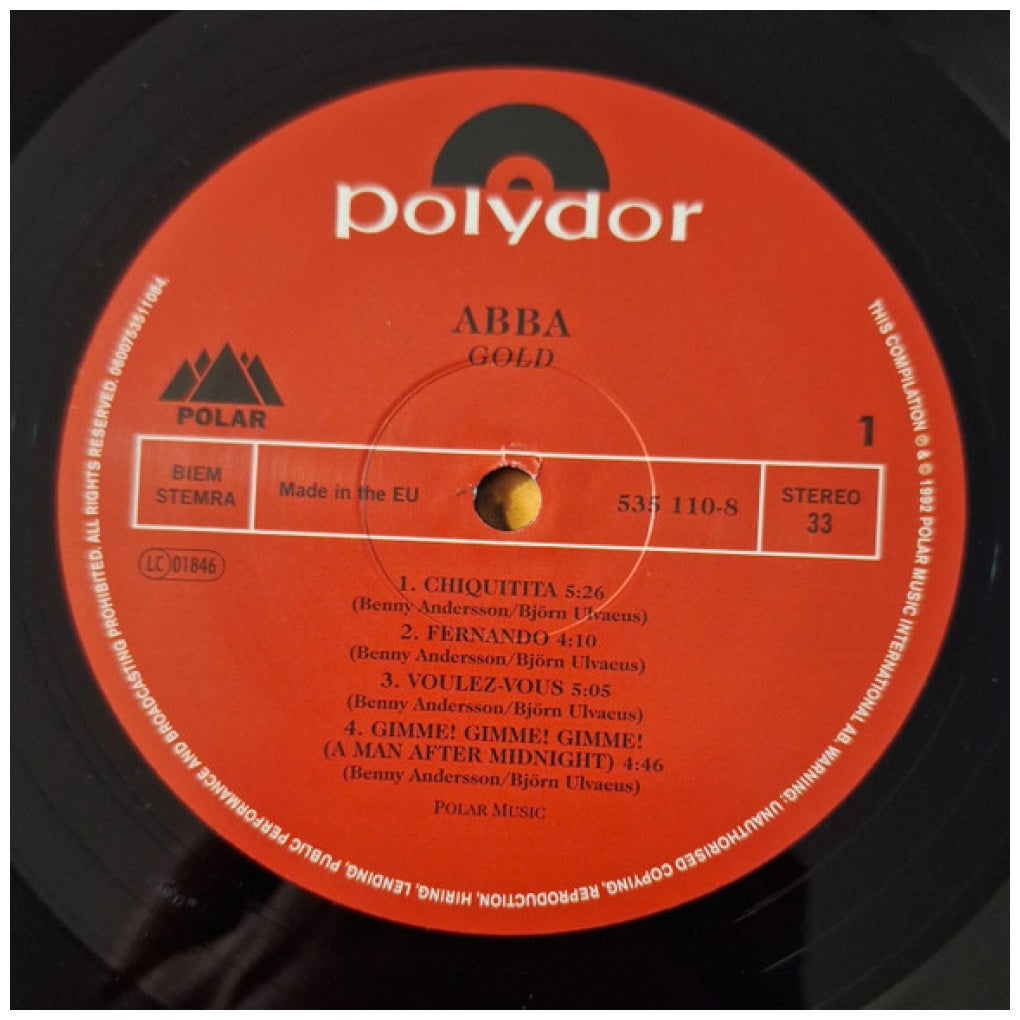 polydor
ABBA
GOLD
POLAR
1
BIEM
STEMRA
Made in the EU
535 110-8
STEREO
33
LC 01846
1. CHIQUITITA 5:26
(Benny Andersson/Björn Ulvaeus)
2. FERNANDO 4:10
(Benny Andersson/Björn Ulvaeus)
3. VOULEZ-VOUS 5:05
(Benny Andersson/Björn Ulvaeus)
4. GIMME! GIMME! GIMME!
(A MAN AFTER MIDNIGHT) 4:46
(Benny Andersson/Björn Ulvaeus)
POLAR MUSIC
THIS COMPILATION ℗ & © 1992 POLAR MUSIC INTERNATIONAL AB. WARNING: UNAUTHORISED COPYING, REPRODUCTION, HIRING, LENDING, PUBLIC PERFORMANCE AND BROADCASTING PROHIBITED. ALL RIGHTS RESERVED. 0600753511084.